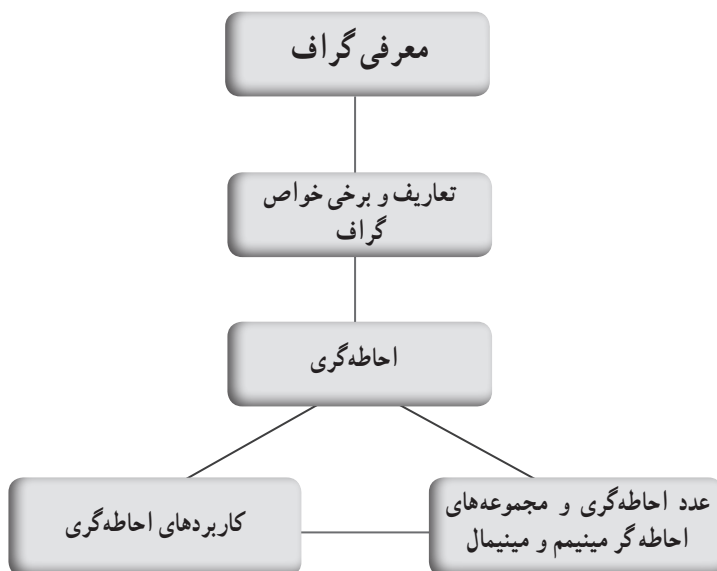 معرفی گراف
تعاریف و برخی خواص
گراف
احاطه‌گری
عدد احاطه‌گری و مجموعه‌های
احاطه‌گر مینیمم و مینیمال
کاربردهای احاطه‌گری